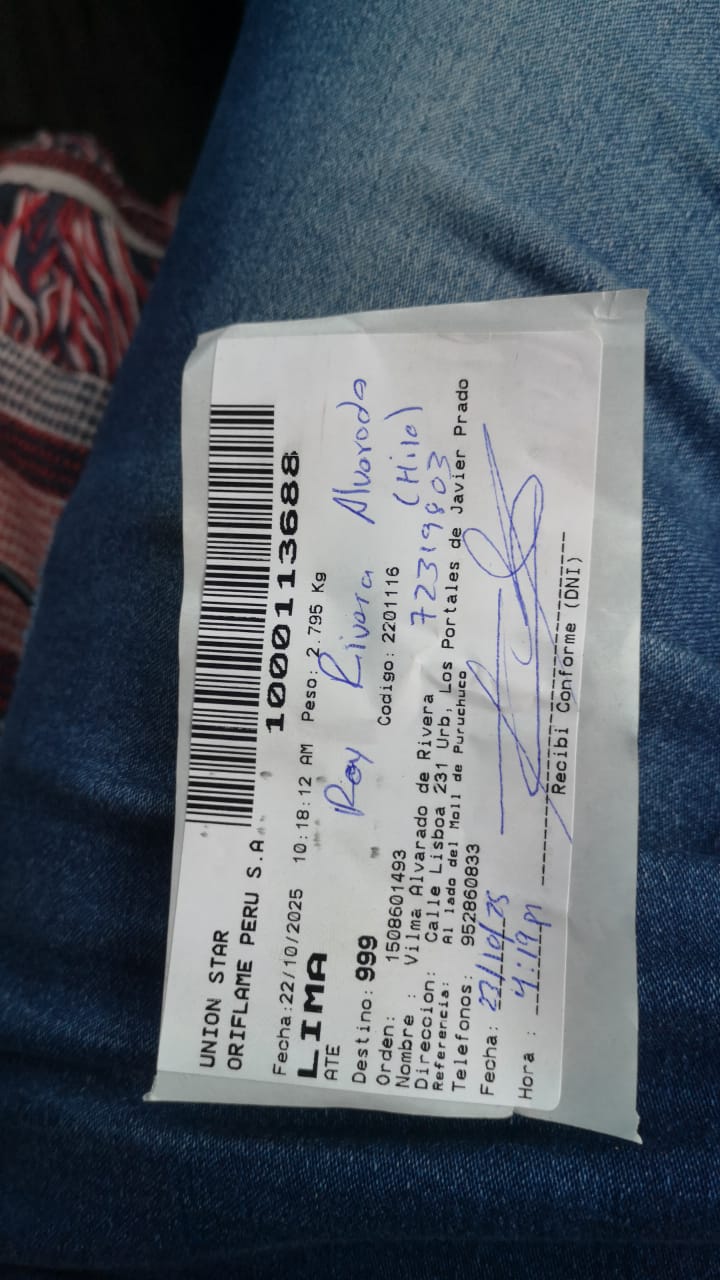 UNION STAR
ORIFLAME PERU S.A.
1000113688
Fecha:22/10/2025 10:18:12 AM Peso: 2.795 Kg
LIMA
ATE
Roy Rivera Alvarado
Destino: 999
Orden: 1508601493 Codigo: 2201116 (Hilo)
Nombre : Vilma Alvarado de Rivera 72319803
Direccion: Calle Lisboa 231 Urb, Los Portales de Javier Prado
Referencia: Al lado del Moll de Puruchuco
Telefonos: 952860833
Fecha: 23/10/25
Hora : 4:19 pm
Recibi Conforme (DNI)